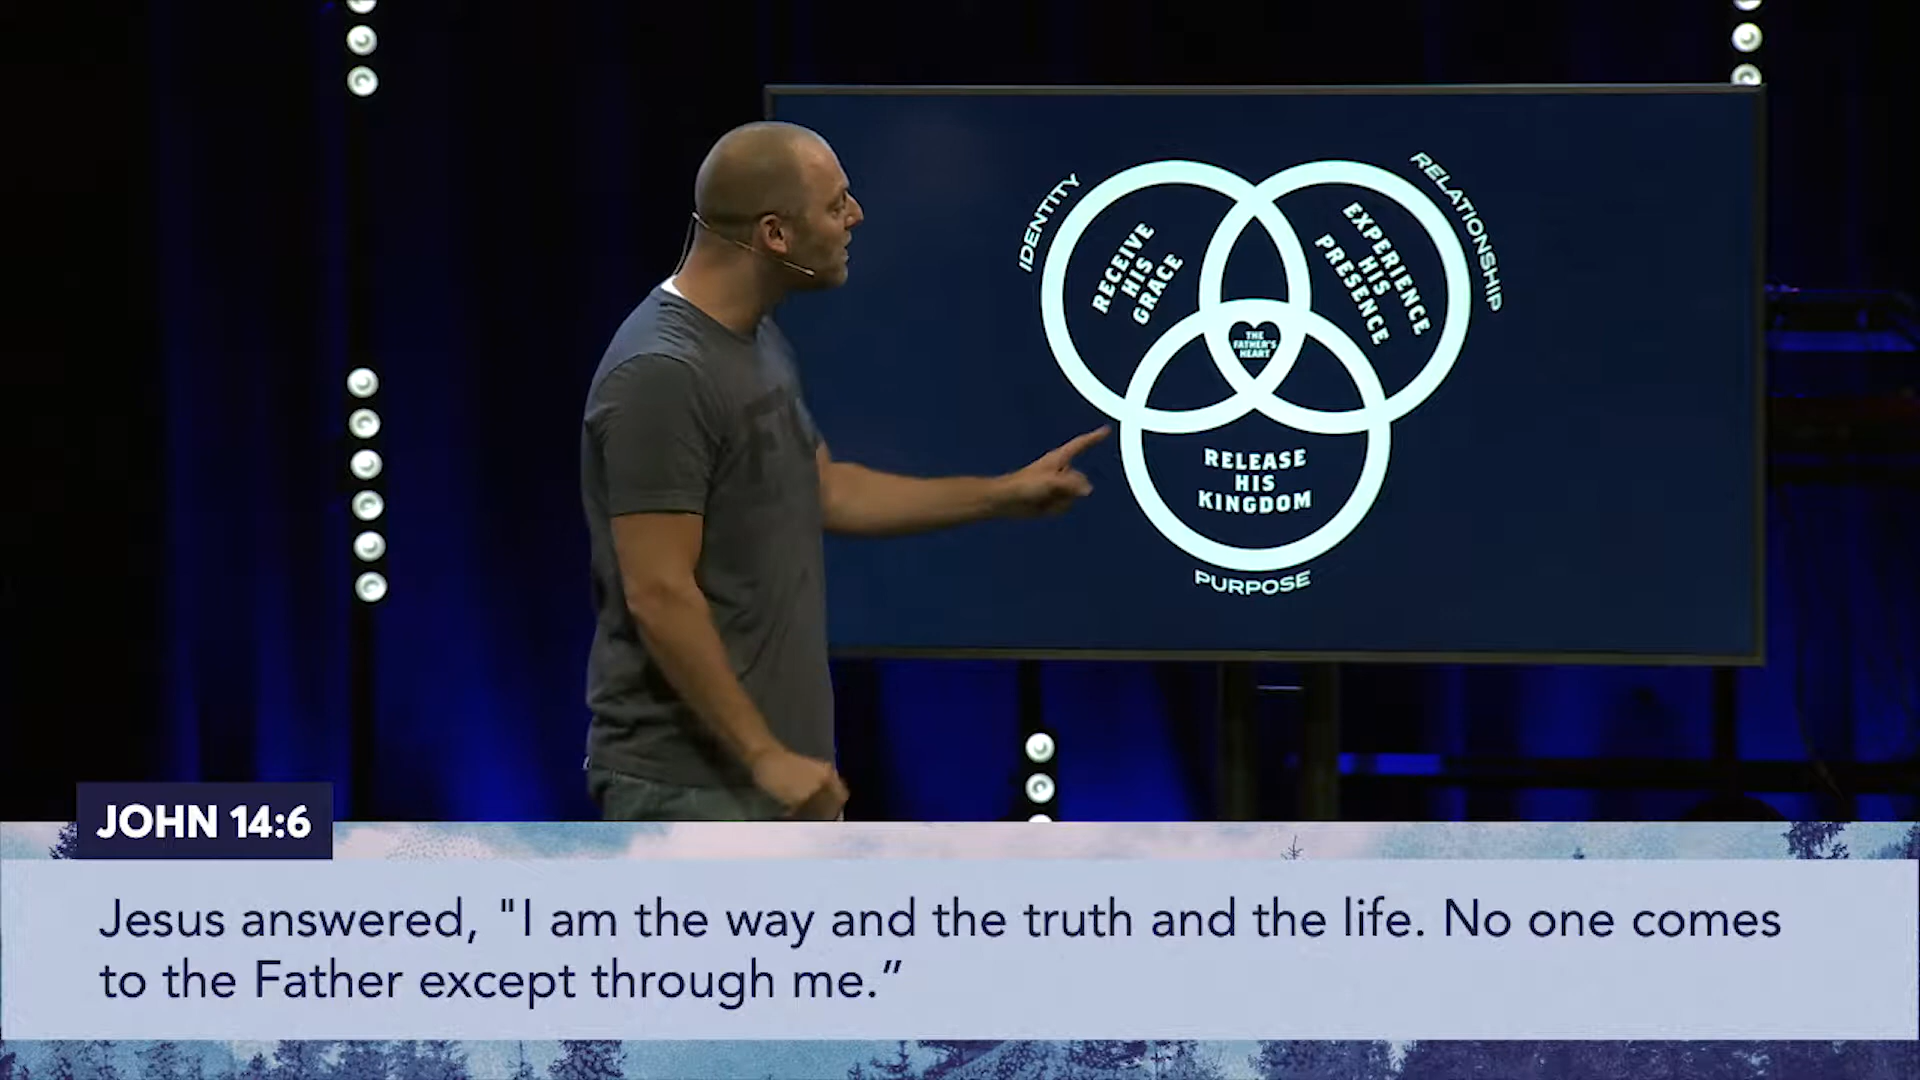 IDENTITY
RELATIONSHIP
RECEIVE
HIS
GRACE
EXPERIENCE
HIS
PRESENCE
THE
FATHER'S
HEART
RELEASE
HIS
KINGDOM
PURPOSE
JOHN 14:6
Jesus answered, "I am the way and the truth and the life. No one comes
to the Father except through me.”